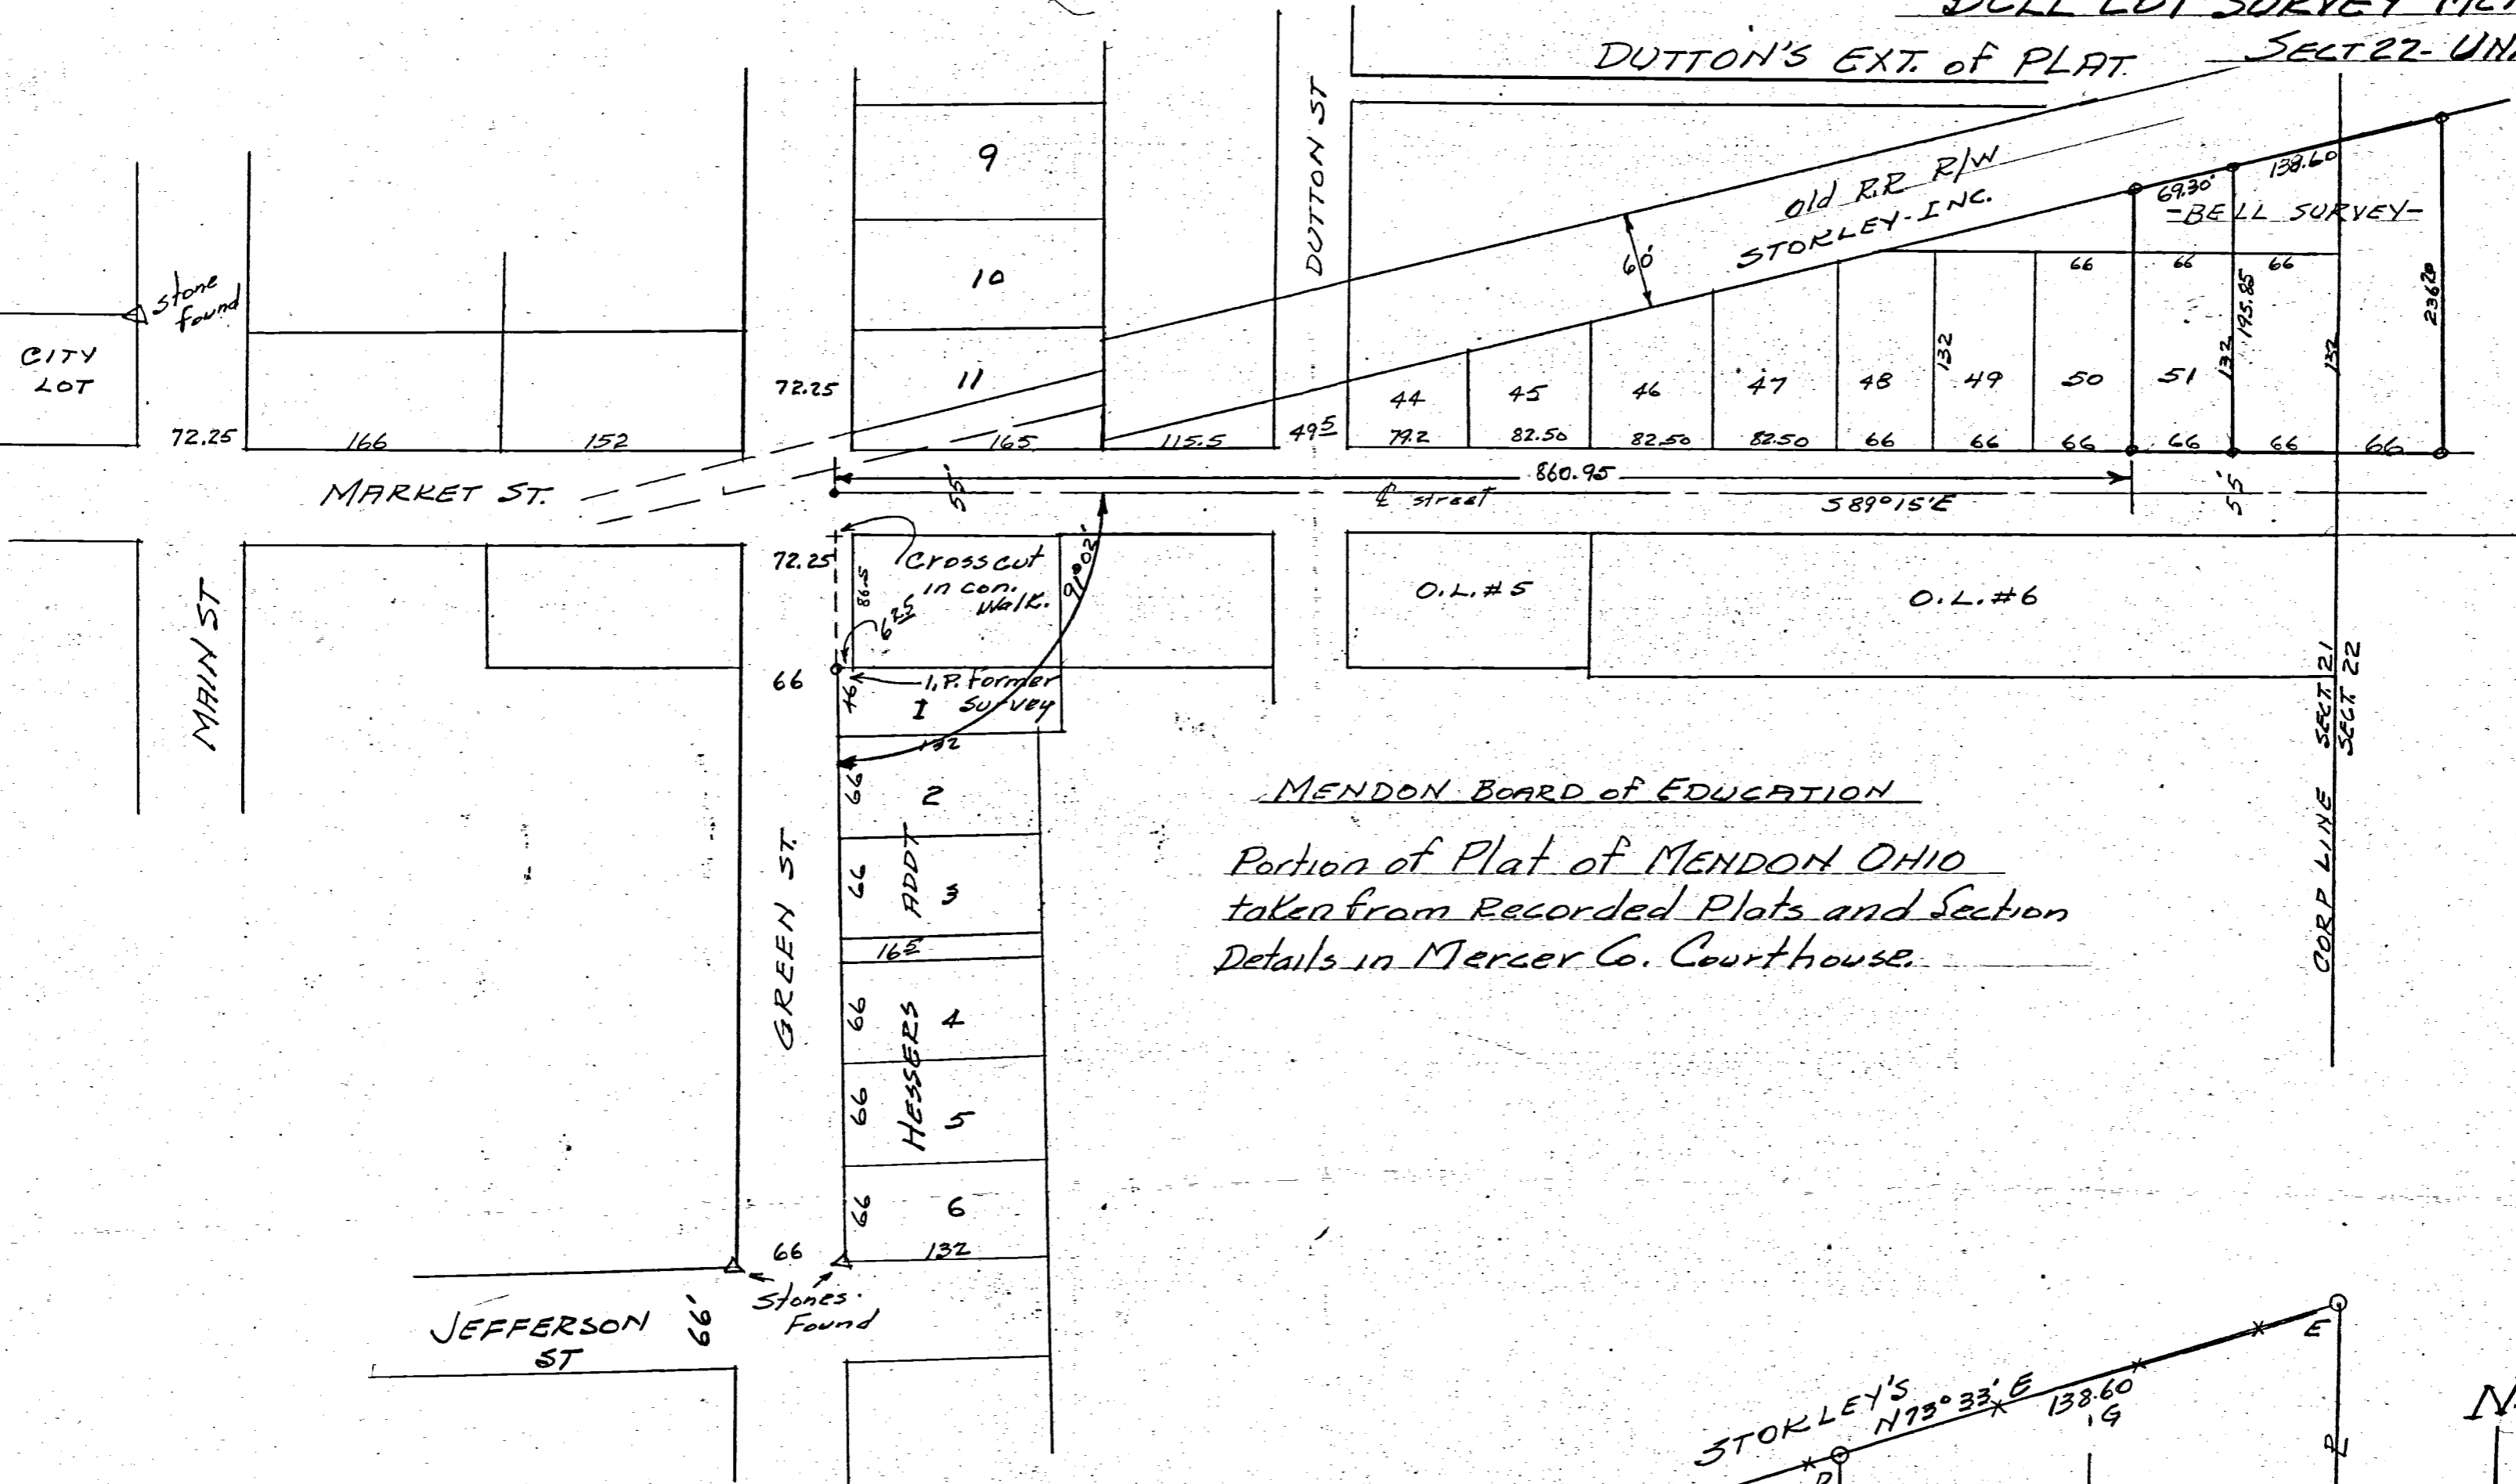 DUTTON'S EXT. of PLAT
SECT 22-
DUTTON ST
9
10
11
old R.R R/W
STORLEY-INC.
60'
69.30'
138.60
-BELL SURVEY-
stone
found
CITY
LOT
72.25
166
152
72.25
165
115.5
49 5
44
45
46
47
48
49
50
51
79.2
82.50
82.50
82.50
66
66
66
66
66
66
66
66
66
132
132
195.85
132
236.20
MARKET ST.
55'
860.95
℄ street
S 89°15'E
55'
72.25
Crosscut
in con.
Walk.
86.5
6 25
91°02'
O.L.#5
O.L.#6
MAIN ST
66
46
I.P. Former
Survey
1
132
66
2
66
3
ADDT
16 5
66
4
66
5
66
6
HESSERS
GREEN ST.
66
132
Stones
Found
JEFFERSON
ST
66'
SECT. 21
SECT 22
CORP LINE
MENDON BOARD of EDUCATION
Portion of Plat of MENDON OHIO
taken from Recorded Plats and Section
Details in Mercer Co. Courthouse.
STORLEY'S
N73°33'E
138.60
G
E
D